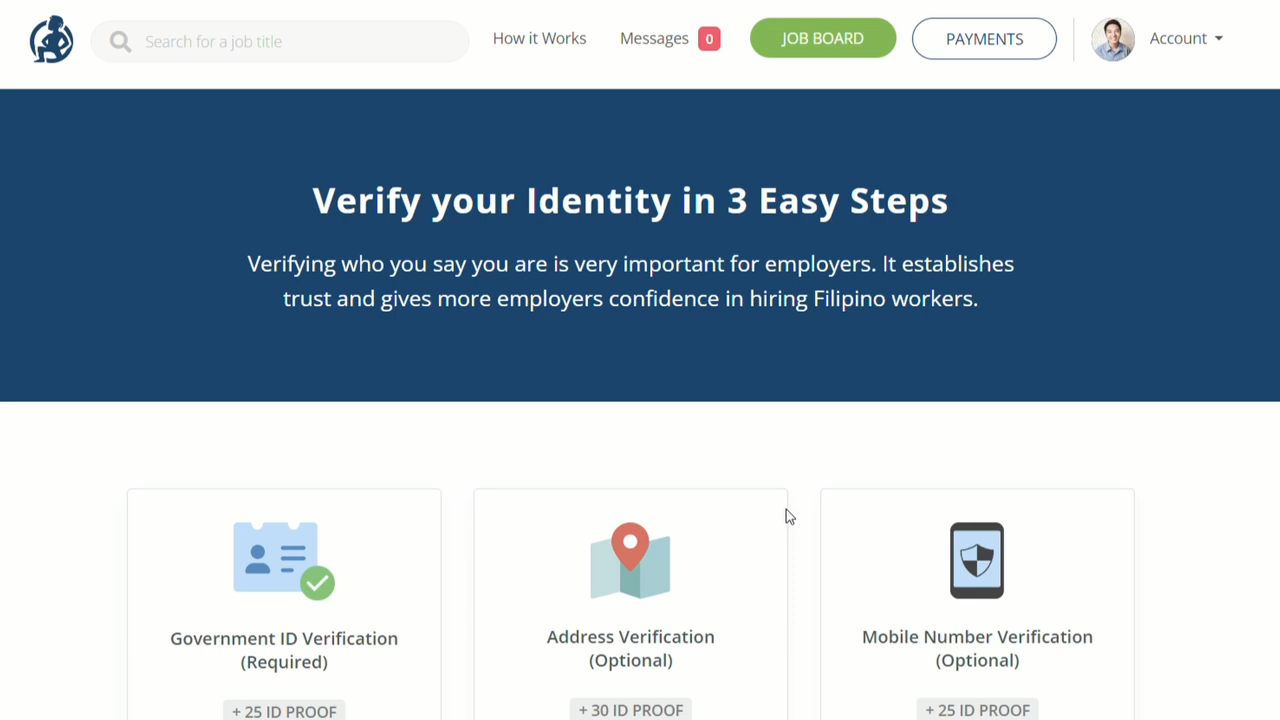 Search for a job title
How it Works
Messages 0
JOB BOARD
PAYMENTS
Account
Verify your Identity in 3 Easy Steps
Verifying who you say you are is very important for employers. It establishes
trust and gives more employers confidence in hiring Filipino workers.
Government ID Verification
(Required)
+ 25 ID PROOF
Address Verification
(Optional)
+ 30 ID PROOF
Mobile Number Verification
(Optional)
+ 25 ID PROOF